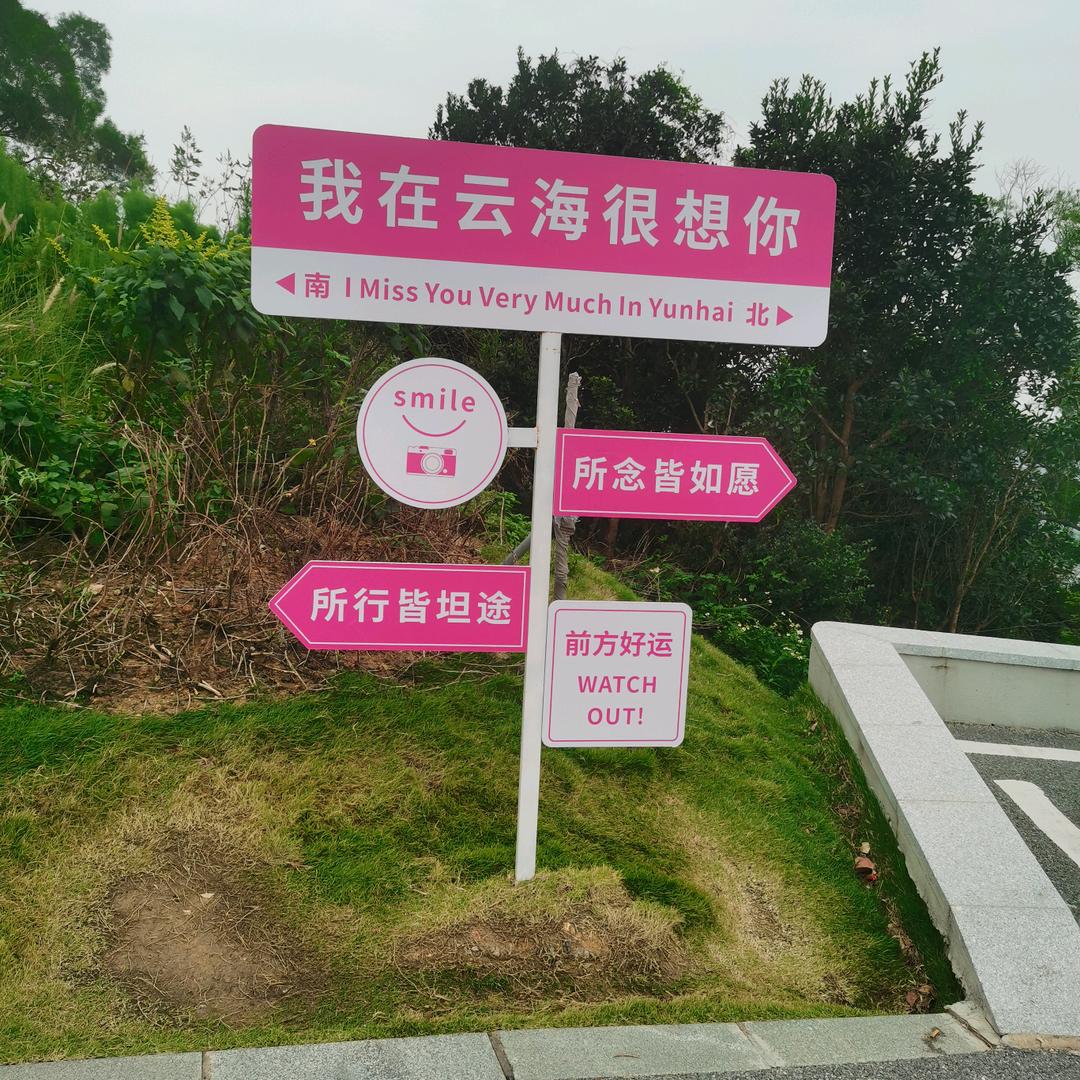 我在云海很想你
南 I Miss You Very Much In Yunhai 北
smile
所念皆如愿
所行皆坦途
前方好运
WATCH
OUT!